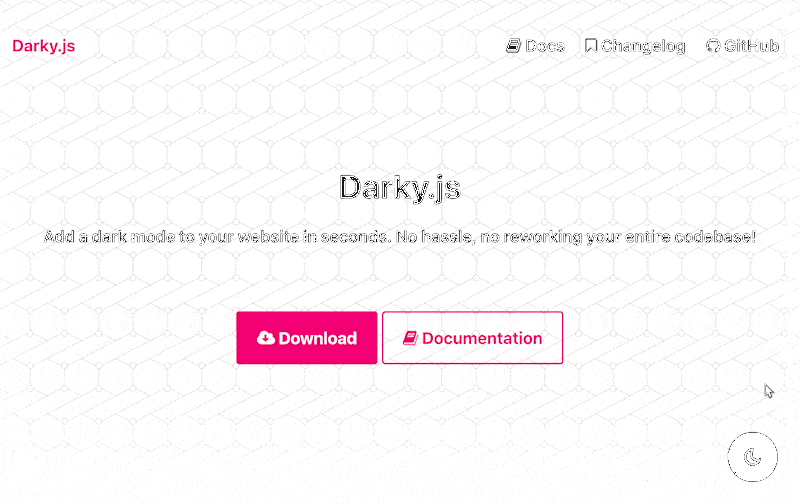 Darky.js
Docs Changelog GitHub
Darky.js
Add a dark mode to your website in seconds. No hassle, no reworking your entire codebase!
Download Documentation